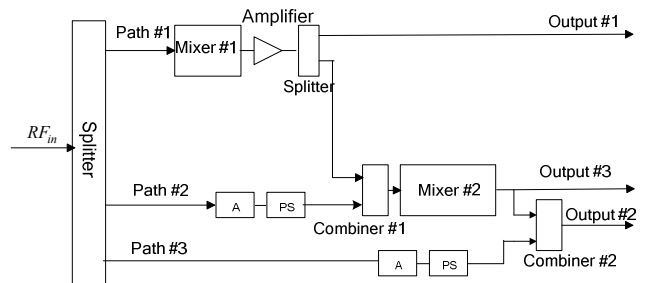 Amplifier
Output #1
Path #1
Mixer #1
Splitter
RFin
Splitter
Output #3
Path #2
Mixer #2
A
PS
Output #2
Combiner #1
Path #3
A
PS
Combiner #2